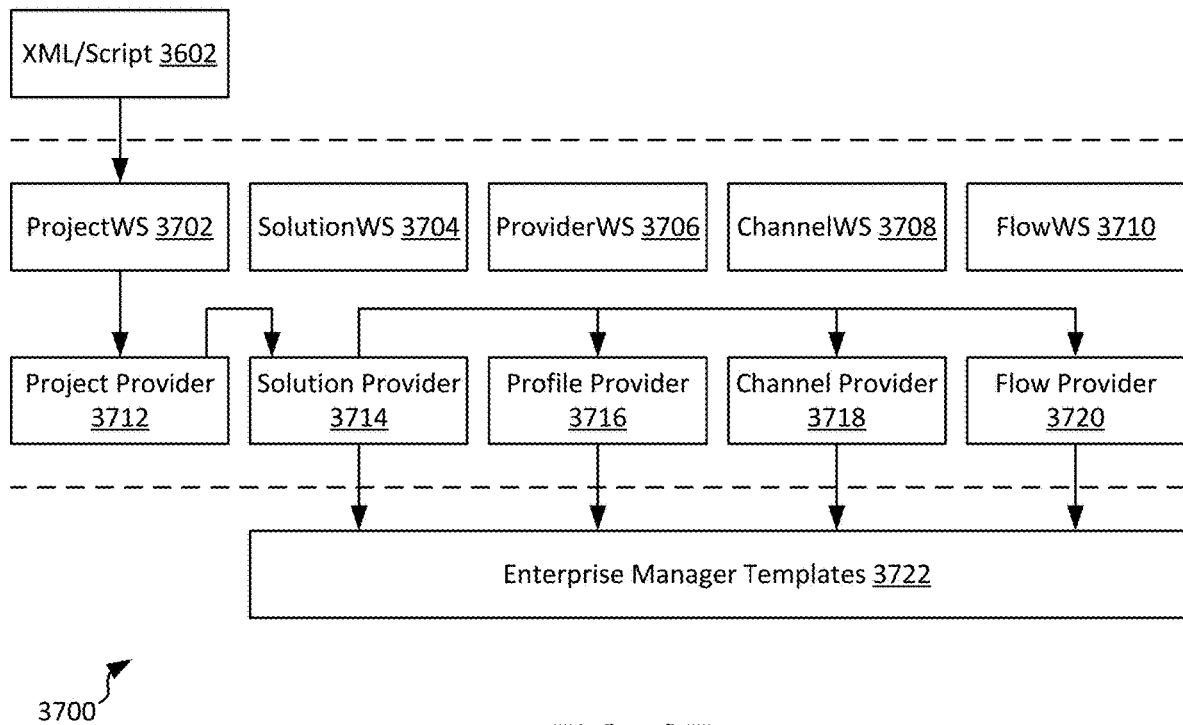 XML/Script 3602
ProjectWS 3702
SolutionWS 3704
ProviderWS 3706
ChannelWS 3708
FlowWS 3710
Project Provider
3712
Solution Provider
3714
Profile Provider
3716
Channel Provider
3718
Flow Provider
3720
Enterprise Manager Templates 3722
3700